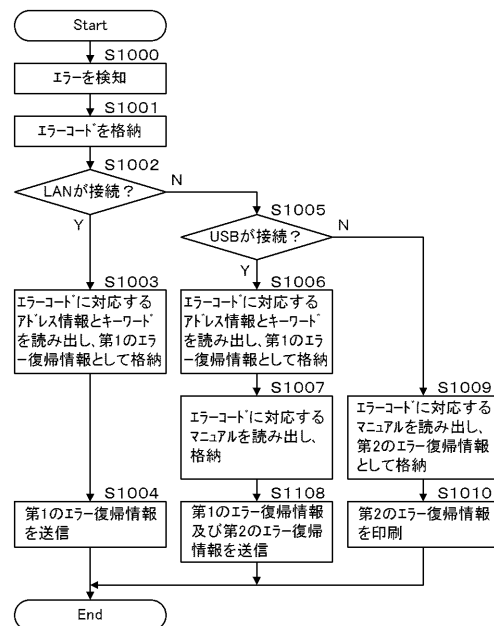 Start
S1000
エラーを検知
S1001
エラーコードを格納
S1002
LANが接続？
N
Y
S1005
USBが接続？
N
Y
S1003
エラーコードに対応する
アドレス情報とキーワード
を読み出し、第1のエラ
ー復帰情報として格納
S1006
エラーコードに対応する
アドレス情報とキーワード
を読み出し、第1のエラ
ー復帰情報として格納
S1007
エラーコードに対応する
マニュアルを読み出し、
格納
S1009
エラーコードに対応する
マニュアルを読み出し、
第2のエラー復帰情報
として格納
S1004
第1のエラー復帰情報
を送信
S1108
第1のエラー復帰情報
及び第2のエラー復帰
情報を送信
S1010
第2のエラー復帰情報
を印刷
End